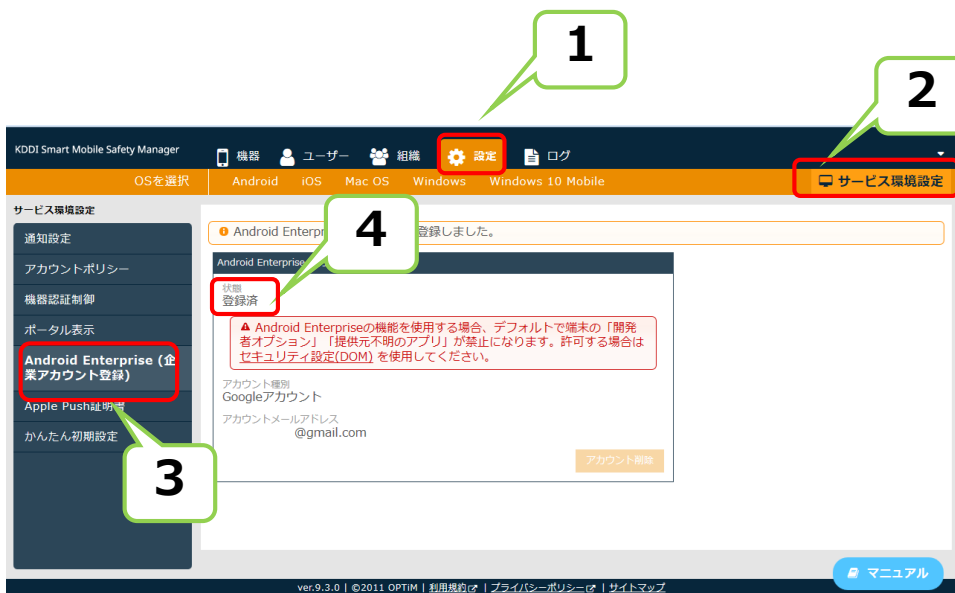 1
2
KDDI Smart Mobile Safety Manager
機器 ユーザー 組織 設定 ログ
OSを選択 Android iOS Mac OS Windows Windows 10 Mobile サービス環境設定
サービス環境設定
通知設定
アカウントポリシー
機器認証制御
ポータル表示
Android Enterprise (企
業アカウント登録)
Apple Push証明書
かんたん初期設定
3
4
Android Enterpr 登録しました。
Android Enterprise
状態
登録済
Android Enterpriseの機能を使用する場合、デフォルトで端末の「開発
者オプション」「提供元不明のアプリ」が禁止になります。許可する場合は
セキュリティ設定(DOM) を使用してください。
アカウント種別
Googleアカウント
アカウントメールアドレス
@gmail.com
アカウント削除
マニュアル
ver.9.3.0 | ©2011 OPTiM | 利用規約 | プライバシーポリシー | サイトマップ